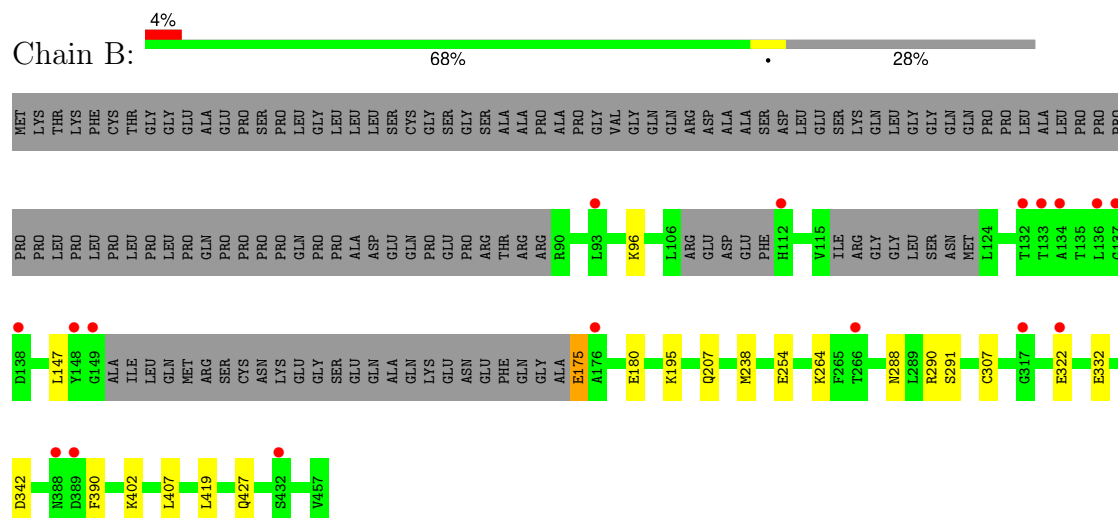 4%
Chain B:
68% • 28%
MET LYS THR LYS PHE CYS THR GLY GLY GLU ALA GLU PRO SER PRO LEU GLY LEU LEU LEU SER CYS GLY SER GLY SER ALA ALA PRO ALA PRO GLY VAL GLY GLN GLN ARG ASP ALA ALA SER ASP LEU GLU SER LYS GLN LEU GLY GLY GLN GLN PRO PRO LEU ALA LEU PRO PRO PRO
PRO PRO LEU PRO LEU PRO LEU PRO LEU PRO GLN PRO PRO PRO PRO GLN PRO PRO ALA ASP GLU GLN PRO GLU PRO ARG THR ARG ARG R90 L93 K96 L106 ARG GLU ASP GLU PHE H112 V115 ILE ARG GLY GLY LEU SER ASN MET L124 T132 T133 A134 T135 L136 G137
D138 L147 Y148 G149 ALA ILE LEU GLN MET ARG SER CYS ASN LYS GLU GLY SER GLU GLN ALA GLN LYS GLU ASN GLU PHE GLN GLY ALA E175 A176 E180 K195 Q207 M238 E254 K264 F265 T266 N288 L289 R290 S291 C307 G317 E322 E332
D342 N388 D389 F390 K402 L407 L419 Q427 S432 V457